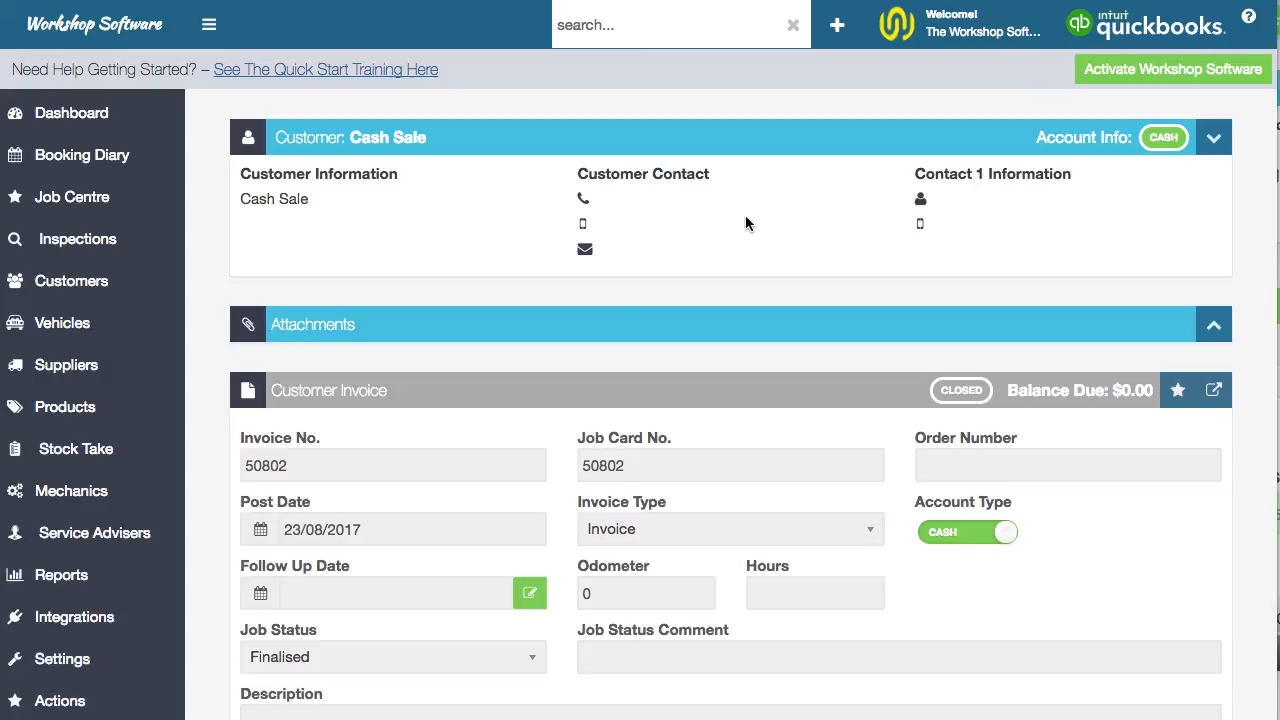 Workshop Software
search...
Welcome!
The Workshop Soft...
qb
intuit
quickbooks.
Need Help Getting Started? – See The Quick Start Training Here
Activate Workshop Software
Dashboard
Booking Diary
Job Centre
Inspections
Customers
Vehicles
Suppliers
Products
Stock Take
Mechanics
Service Advisers
Reports
Integrations
Settings
Actions
Customer: Cash Sale
Account Info: CASH
Customer Information
Customer Contact
Contact 1 Information
Cash Sale
Attachments
Customer Invoice
CLOSED
Balance Due: $0.00
Invoice No.
Job Card No.
Order Number
50802
50802
Post Date
Invoice Type
Account Type
23/08/2017
Invoice
CASH
Follow Up Date
Odometer
Hours
0
Job Status
Job Status Comment
Finalised
Description